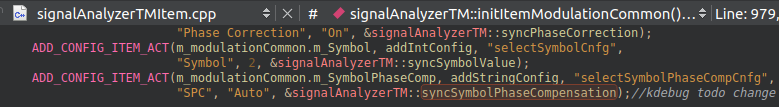 signalAnalyzerTMItem.cpp # signalAnalyzerTM::initItemModulationCommon()... Line: 979,
"Phase Correction", "On", &signalAnalyzerTM::syncPhaseCorrection);
ADD_CONFIG_ITEM_ACT(m_modulationCommon.m_Symbol, addIntConfig, "selectSymbolCnfg",
"Symbol", 2, &signalAnalyzerTM::syncSymbolValue);
ADD_CONFIG_ITEM_ACT(m_modulationCommon.m_SymbolPhaseComp, addStringConfig, "selectSymbolPhaseCompCnfg",
"SPC", "Auto", &signalAnalyzerTM::syncSymbolPhaseCompensation);//kdebug todo change